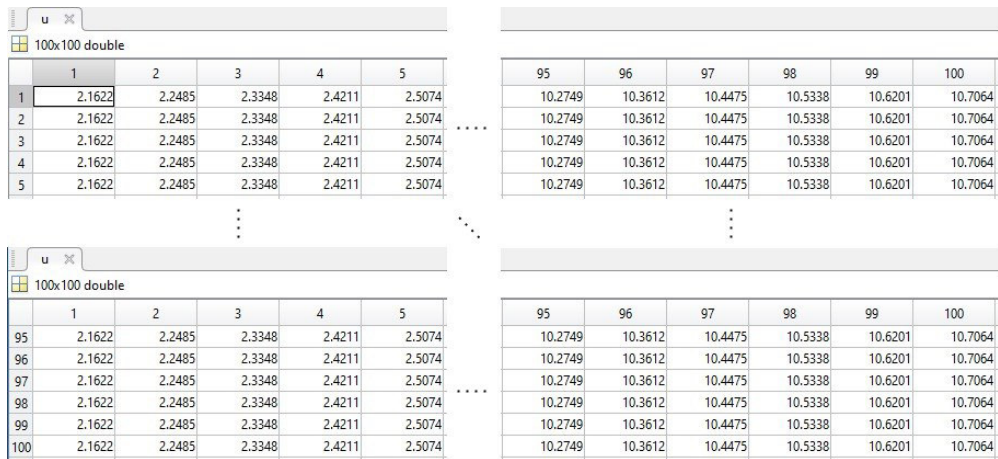 u
100x100 double
1 2 3 4 5 95 96 97 98 99 100
1 2.1622 2.2485 2.3348 2.4211 2.5074 10.2749 10.3612 10.4475 10.5338 10.6201 10.7064
2 2.1622 2.2485 2.3348 2.4211 2.5074 .... 10.2749 10.3612 10.4475 10.5338 10.6201 10.7064
3 2.1622 2.2485 2.3348 2.4211 2.5074 10.2749 10.3612 10.4475 10.5338 10.6201 10.7064
4 2.1622 2.2485 2.3348 2.4211 2.5074 10.2749 10.3612 10.4475 10.5338 10.6201 10.7064
5 2.1622 2.2485 2.3348 2.4211 2.5074 10.2749 10.3612 10.4475 10.5338 10.6201 10.7064
u
100x100 double
1 2 3 4 5 95 96 97 98 99 100
95 2.1622 2.2485 2.3348 2.4211 2.5074 10.2749 10.3612 10.4475 10.5338 10.6201 10.7064
96 2.1622 2.2485 2.3348 2.4211 2.5074 10.2749 10.3612 10.4475 10.5338 10.6201 10.7064
97 2.1622 2.2485 2.3348 2.4211 2.5074 .... 10.2749 10.3612 10.4475 10.5338 10.6201 10.7064
98 2.1622 2.2485 2.3348 2.4211 2.5074 10.2749 10.3612 10.4475 10.5338 10.6201 10.7064
99 2.1622 2.2485 2.3348 2.4211 2.5074 10.2749 10.3612 10.4475 10.5338 10.6201 10.7064
100 2.1622 2.2485 2.3348 2.4211 2.5074 10.2749 10.3612 10.4475 10.5338 10.6201 10.7064